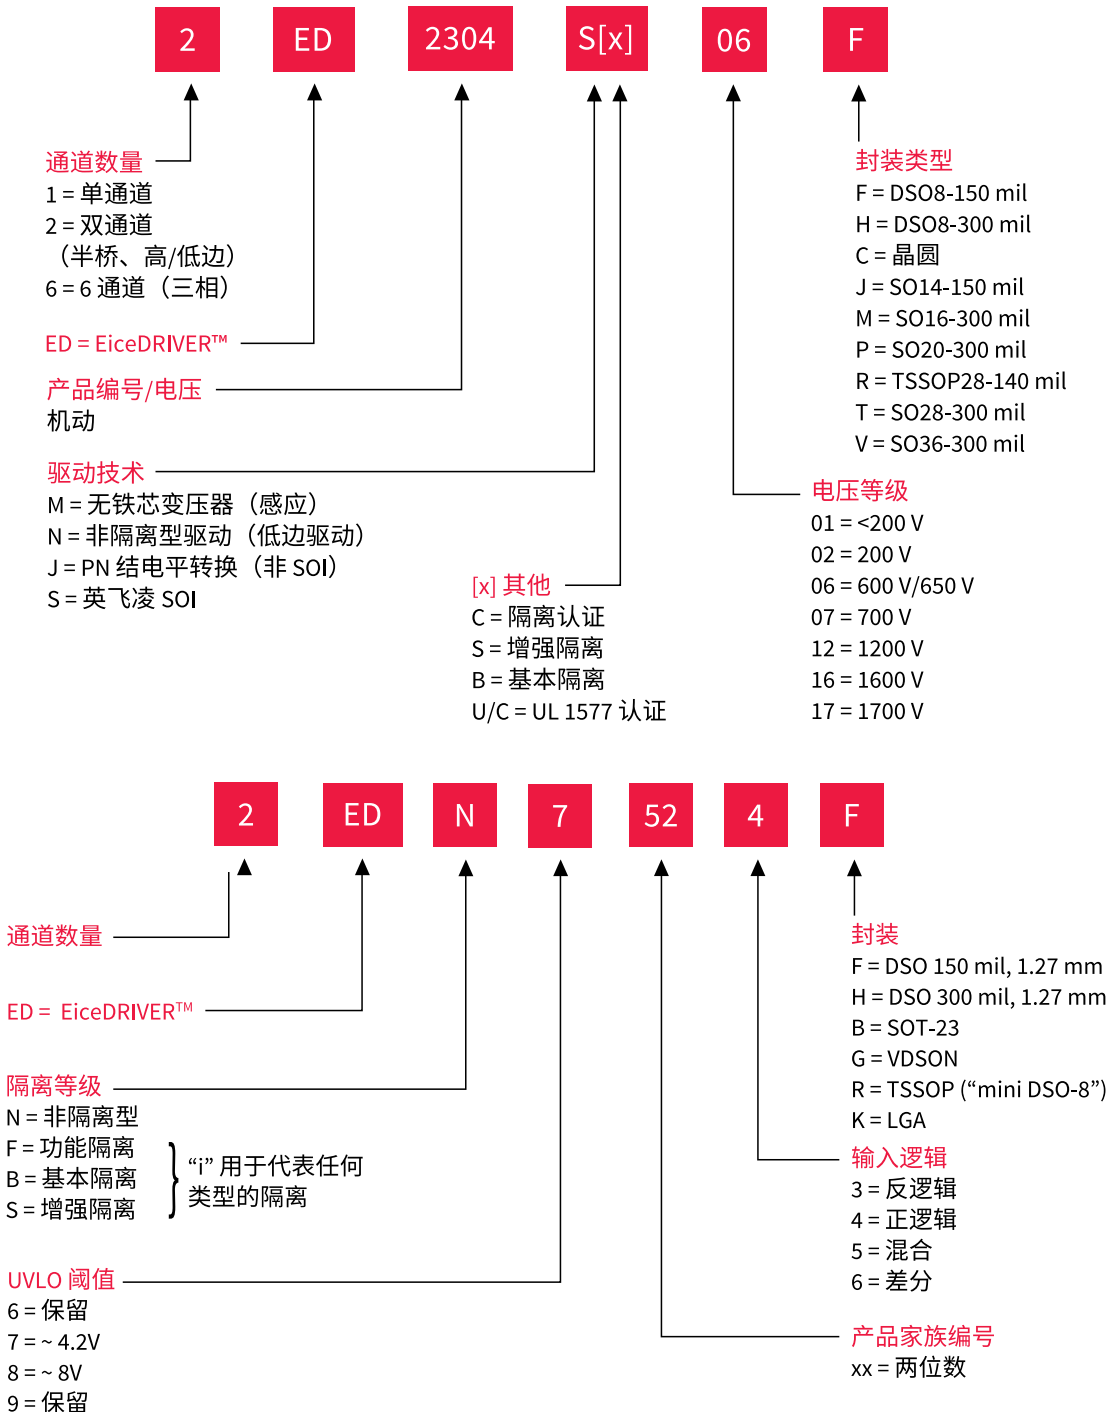 2 ED 2304 S[x] 06 F
通道数量
1 = 单通道
2 = 双通道
（半桥、高/低边）
6 = 6 通道（三相）
ED = EiceDRIVER™
产品编号/电压
机动
驱动技术
M = 无铁芯变压器（感应）
N = 非隔离型驱动（低边驱动）
J = PN 结电平转换（非 SOI）
S = 英飞凌 SOI
[x] 其他
C = 隔离认证
S = 增强隔离
B = 基本隔离
U/C = UL 1577 认证
封装类型
F = DSO8-150 mil
H = DSO8-300 mil
C = 晶圆
J = SO14-150 mil
M = SO16-300 mil
P = SO20-300 mil
R = TSSOP28-140 mil
T = SO28-300 mil
V = SO36-300 mil
电压等级
01 = <200 V
02 = 200 V
06 = 600 V/650 V
07 = 700 V
12 = 1200 V
16 = 1600 V
17 = 1700 V
2 ED N 7 52 4 F
通道数量
ED = EiceDRIVER™
隔离等级
N = 非隔离型
F = 功能隔离
B = 基本隔离
S = 增强隔离
“i” 用于代表任何
类型的隔离
UVLO 阈值
6 = 保留
7 = ~ 4.2V
8 = ~ 8V
9 = 保留
封装
F = DSO 150 mil, 1.27 mm
H = DSO 300 mil, 1.27 mm
B = SOT-23
G = VDSON
R = TSSOP (“mini DSO-8”)
K = LGA
输入逻辑
3 = 反逻辑
4 = 正逻辑
5 = 混合
6 = 差分
产品家族编号
xx = 两位数